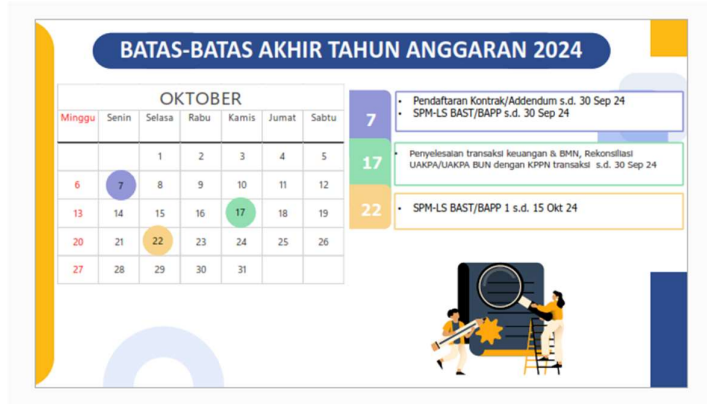 BATAS-BATAS AKHIR TAHUN ANGGARAN 2024
OKTOBER
Minggu Senin Selasa Rabu Kamis Jumat Sabtu
1 2 3 4 5
6 7 8 9 10 11 12
13 14 15 16 17 18 19
20 21 22 23 24 25 26
27 28 29 30 31
7
• Pendaftaran Kontrak/Addendum s.d. 30 Sep 24
• SPM-LS BAST/BAPP s.d. 30 Sep 24
17
• Penyelesaian transaksi keuangan & BMN, Rekonsiliasi
UAKPA/UAKPA BUN dengan KPPN transaksi s.d. 30 Sep 24
22
• SPM-LS BAST/BAPP 1 s.d. 15 Okt 24